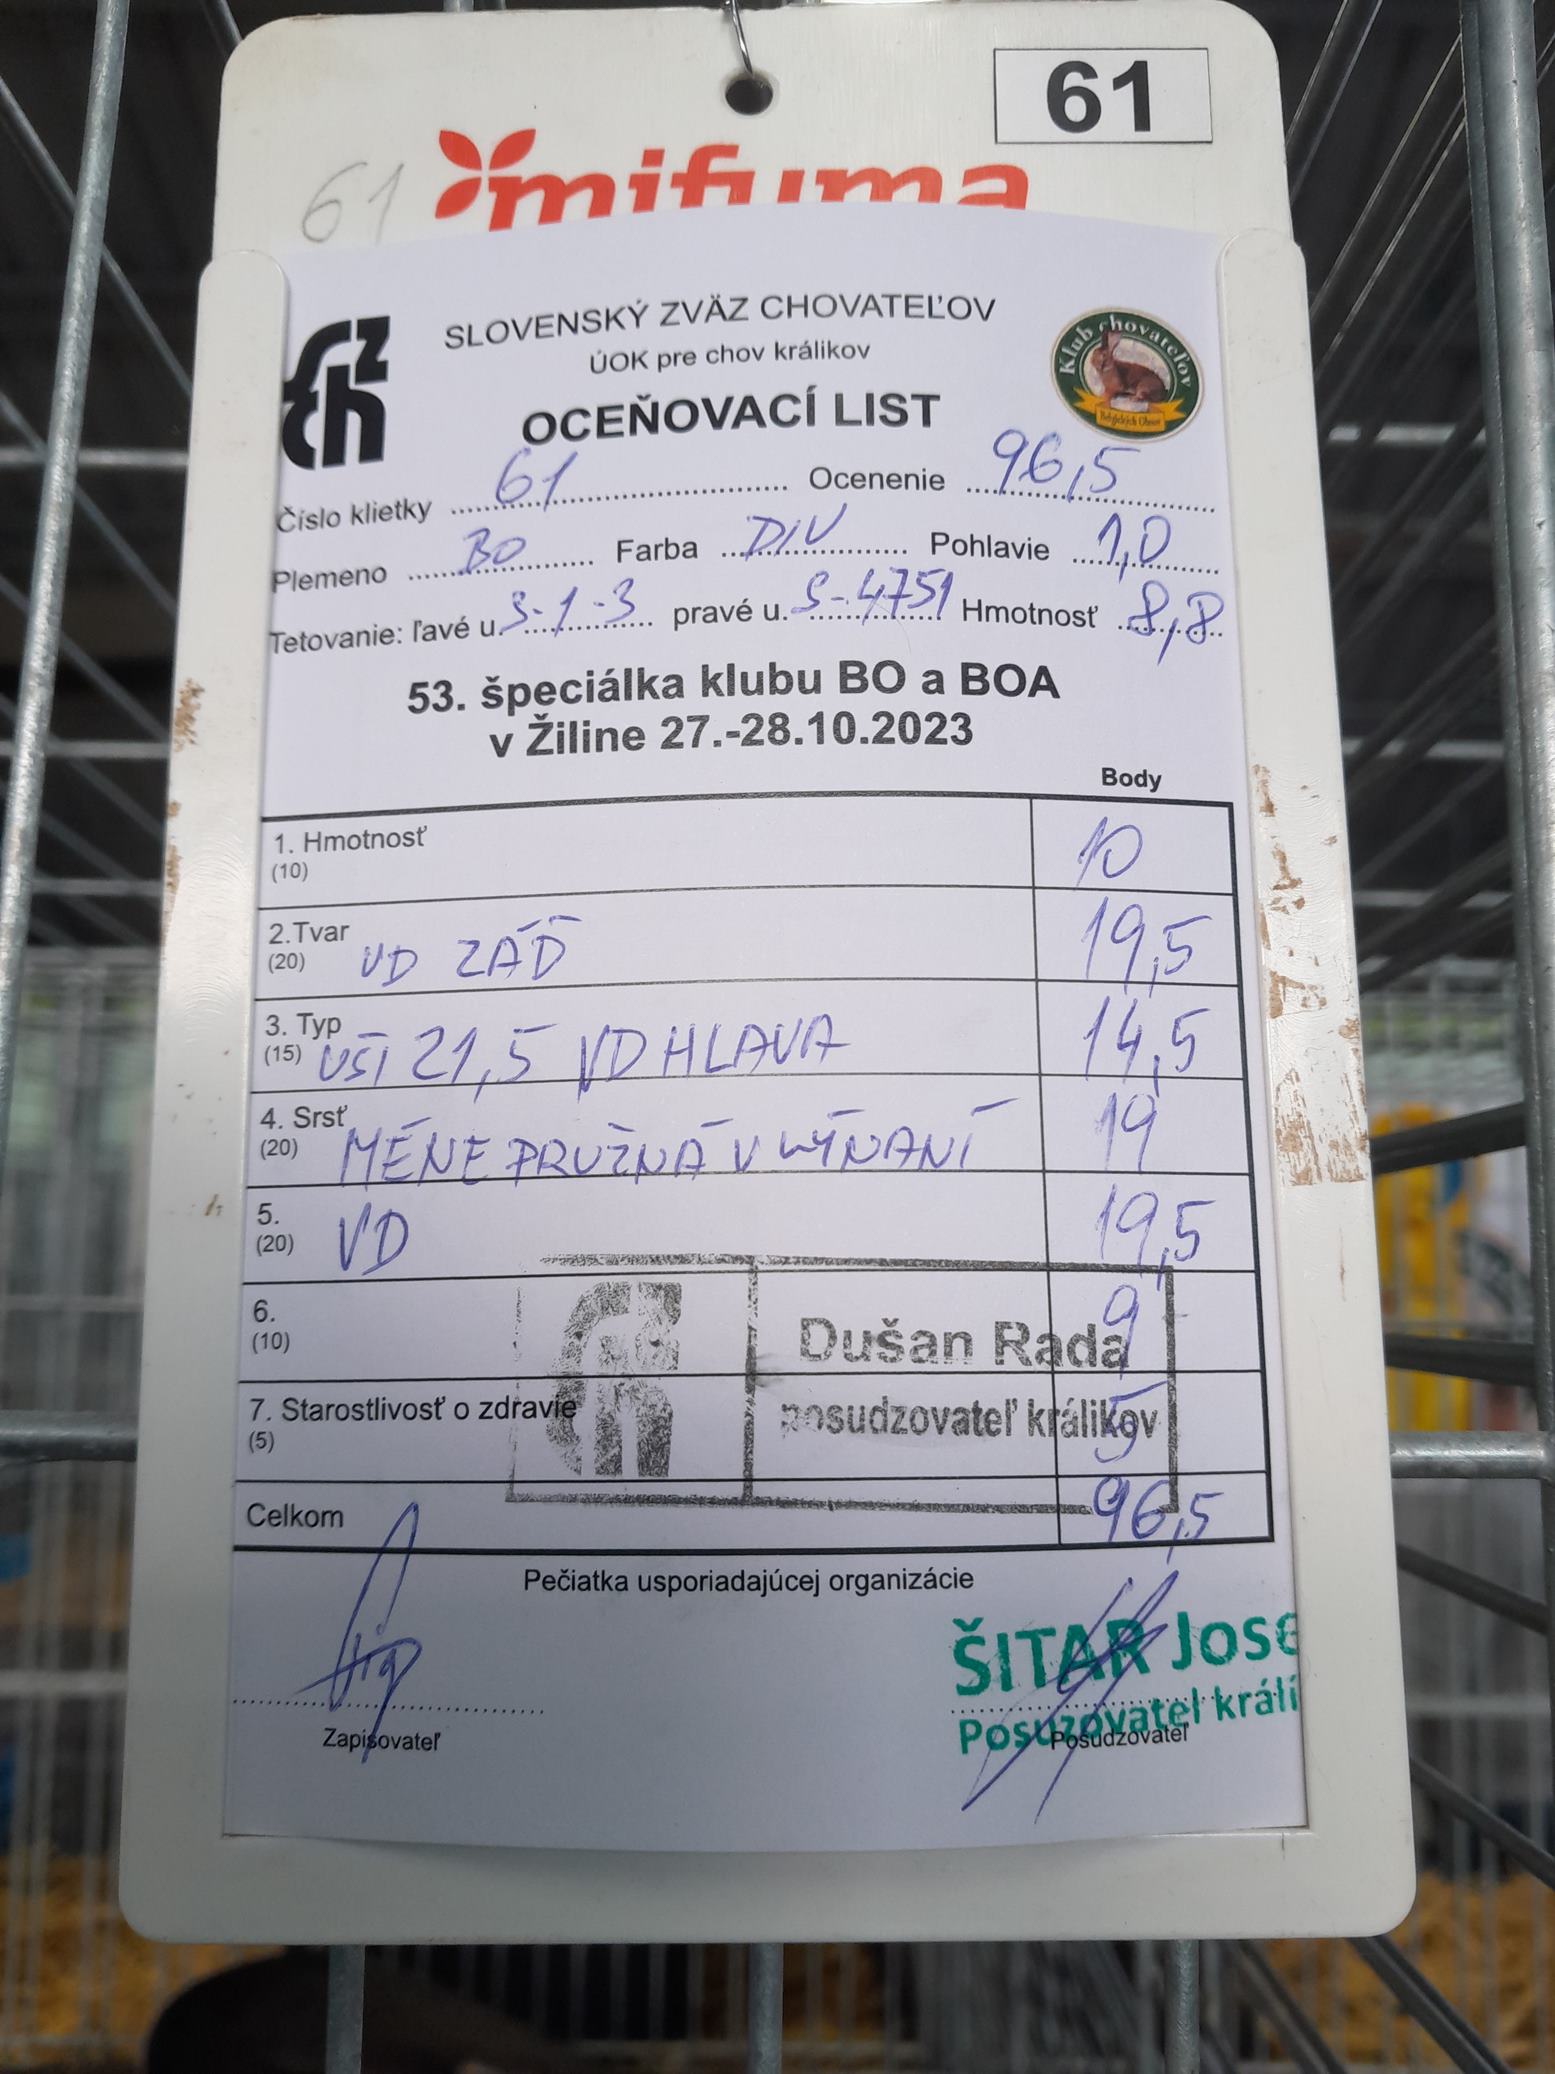 61
61 mifuma
SLOVENSKÝ ZVÄZ CHOVATEĽOV
Klub chovateľov
Belgických Obrov
ÚOK pre chov králikov
OCEŇOVACÍ LIST
Číslo klietky 61 Ocenenie 96,5
Plemeno BO Farba DIV Pohlavie 1,0
Tetovanie: ľavé u. S-1-3 pravé u. S-4751 Hmotnosť 8,8
53. špeciálka klubu BO a BOA
v Žiline 27.-28.10.2023
Body
1. Hmotnosť 10
(10)
2.Tvar VD ZÁĎ 19,5
(20)
3. Typ UŠI 21,5 VD HLAVA 14,5
(15)
4. Srsť MÉNE PRUŽNÁ V 19
(20)
5. VD 19,5
(20)
6. 9
(10)
Dušan Rada
posudzovateľ králikov
7. Starostlivosť o zdravie 5
(5)
Celkom 96,5
Pečiatka usporiadajúcej organizácie
ŠITAR Jose
Posuzovatel králí
Zapisovateľ Posudzovateľ